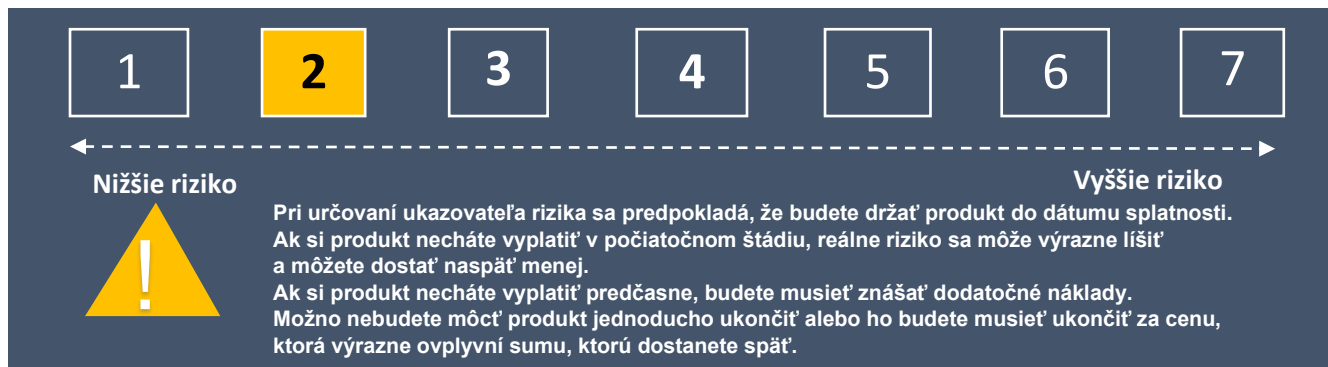 1 2 3 4 5 6 7
Nižšie riziko Vyššie riziko
!
Pri určovaní ukazovateľa rizika sa predpokladá, že budete držať produkt do dátumu splatnosti.
Ak si produkt necháte vyplatiť v počiatočnom štádiu, reálne riziko sa môže výrazne líšiť
a môžete dostať naspäť menej.
Ak si produkt necháte vyplatiť predčasne, budete musieť znášať dodatočné náklady.
Možno nebudete môcť produkt jednoducho ukončiť alebo ho budete musieť ukončiť za cenu,
ktorá výrazne ovplyvní sumu, ktorú dostanete späť.